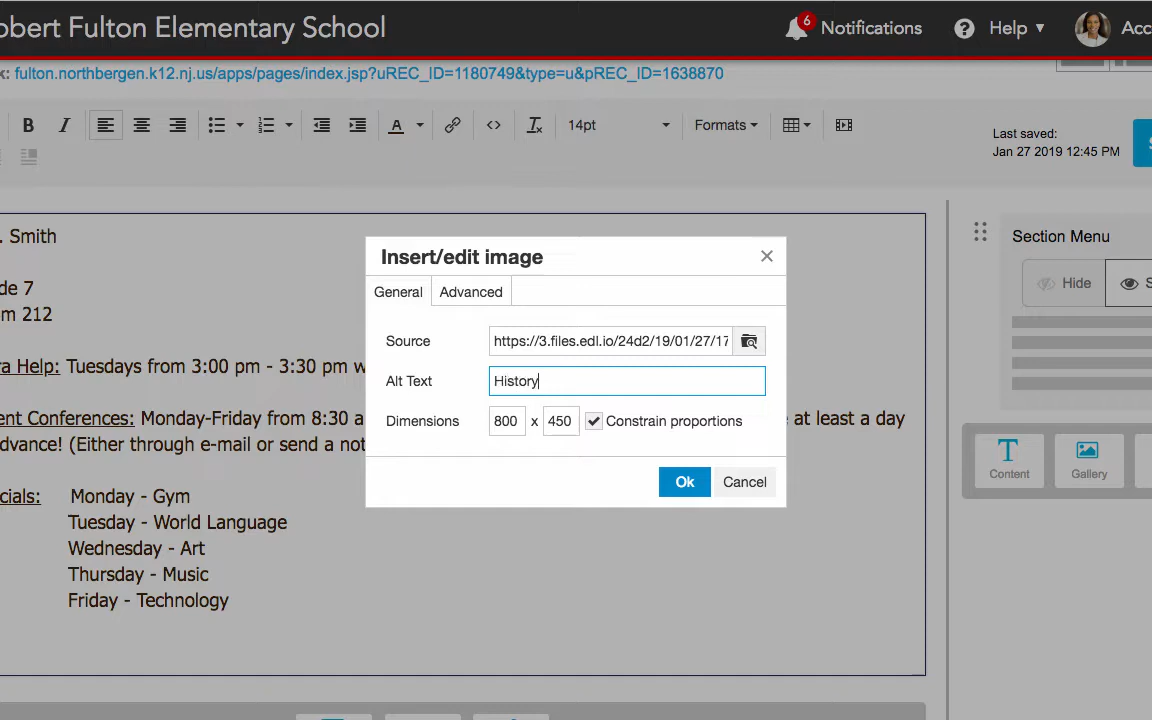 obert Fulton Elementary School
6
Notifications
Help
Acc
k: fulton.northbergen.k12.nj.us/apps/pages/index.jsp?uREC_ID=1180749&type=u&pREC_ID=1638870
B I A <> 14pt Formats
Last saved:
Jan 27 2019 12:45 PM
S
. Smith
de 7
m 212
ra Help: Tuesdays from 3:00 pm - 3:30 pm w
ent Conferences: Monday-Friday from 8:30 a
at least a day
dvance! (Either through e-mail or send a not
cials: Monday - Gym
Tuesday - World Language
Wednesday - Art
Thursday - Music
Friday - Technology
Insert/edit image
General Advanced
Source https://3.files.edl.io/24d2/19/01/27/17
Alt Text History
Dimensions 800 x 450 Constrain proportions
Ok Cancel
Section Menu
Hide S
T
Content Gallery